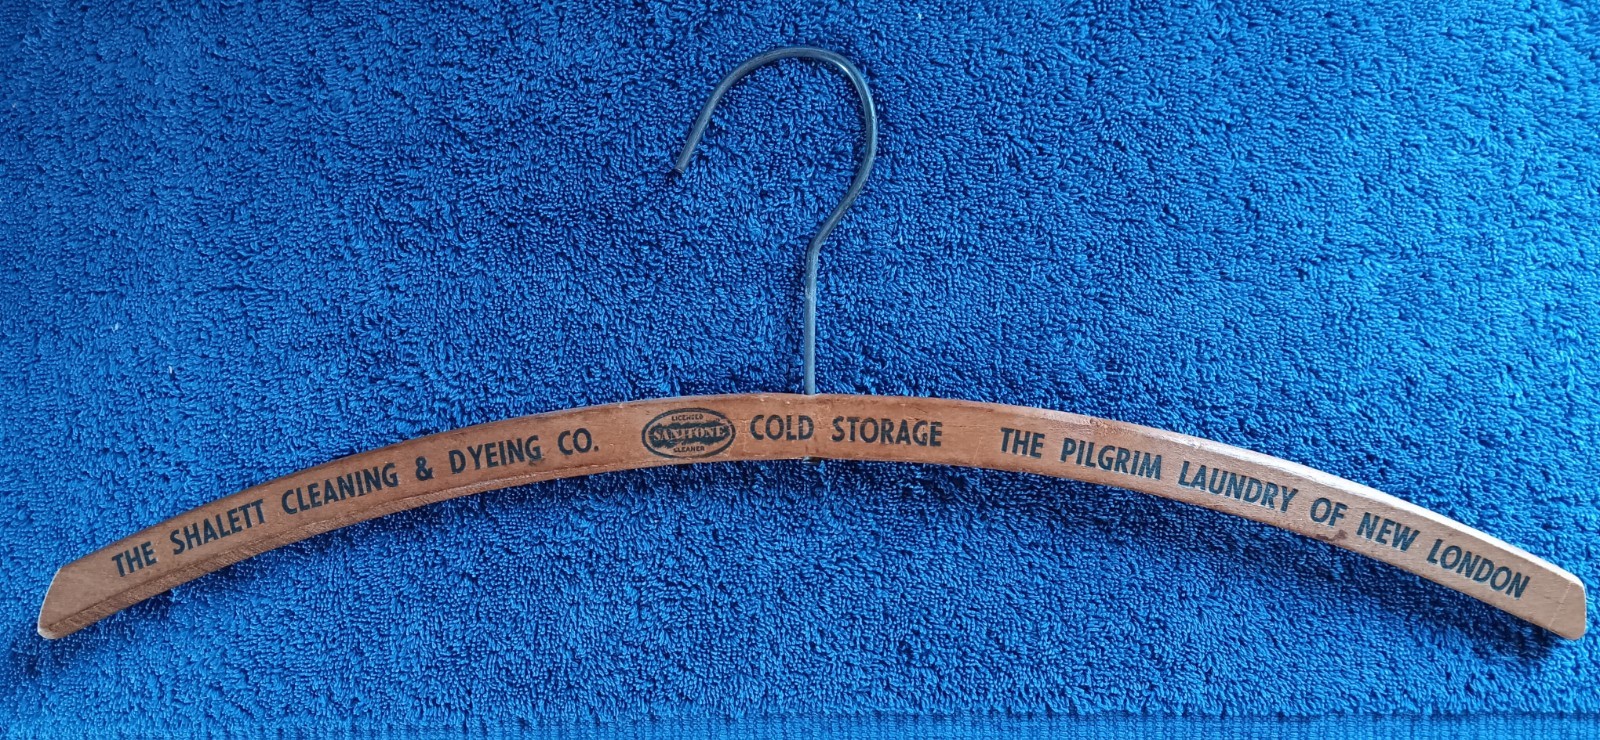 THE SHALETT CLEANING & DYEING CO.
LICENSED
SANITONE
CLEANER
COLD STORAGE
THE PILGRIM LAUNDRY OF NEW LONDON